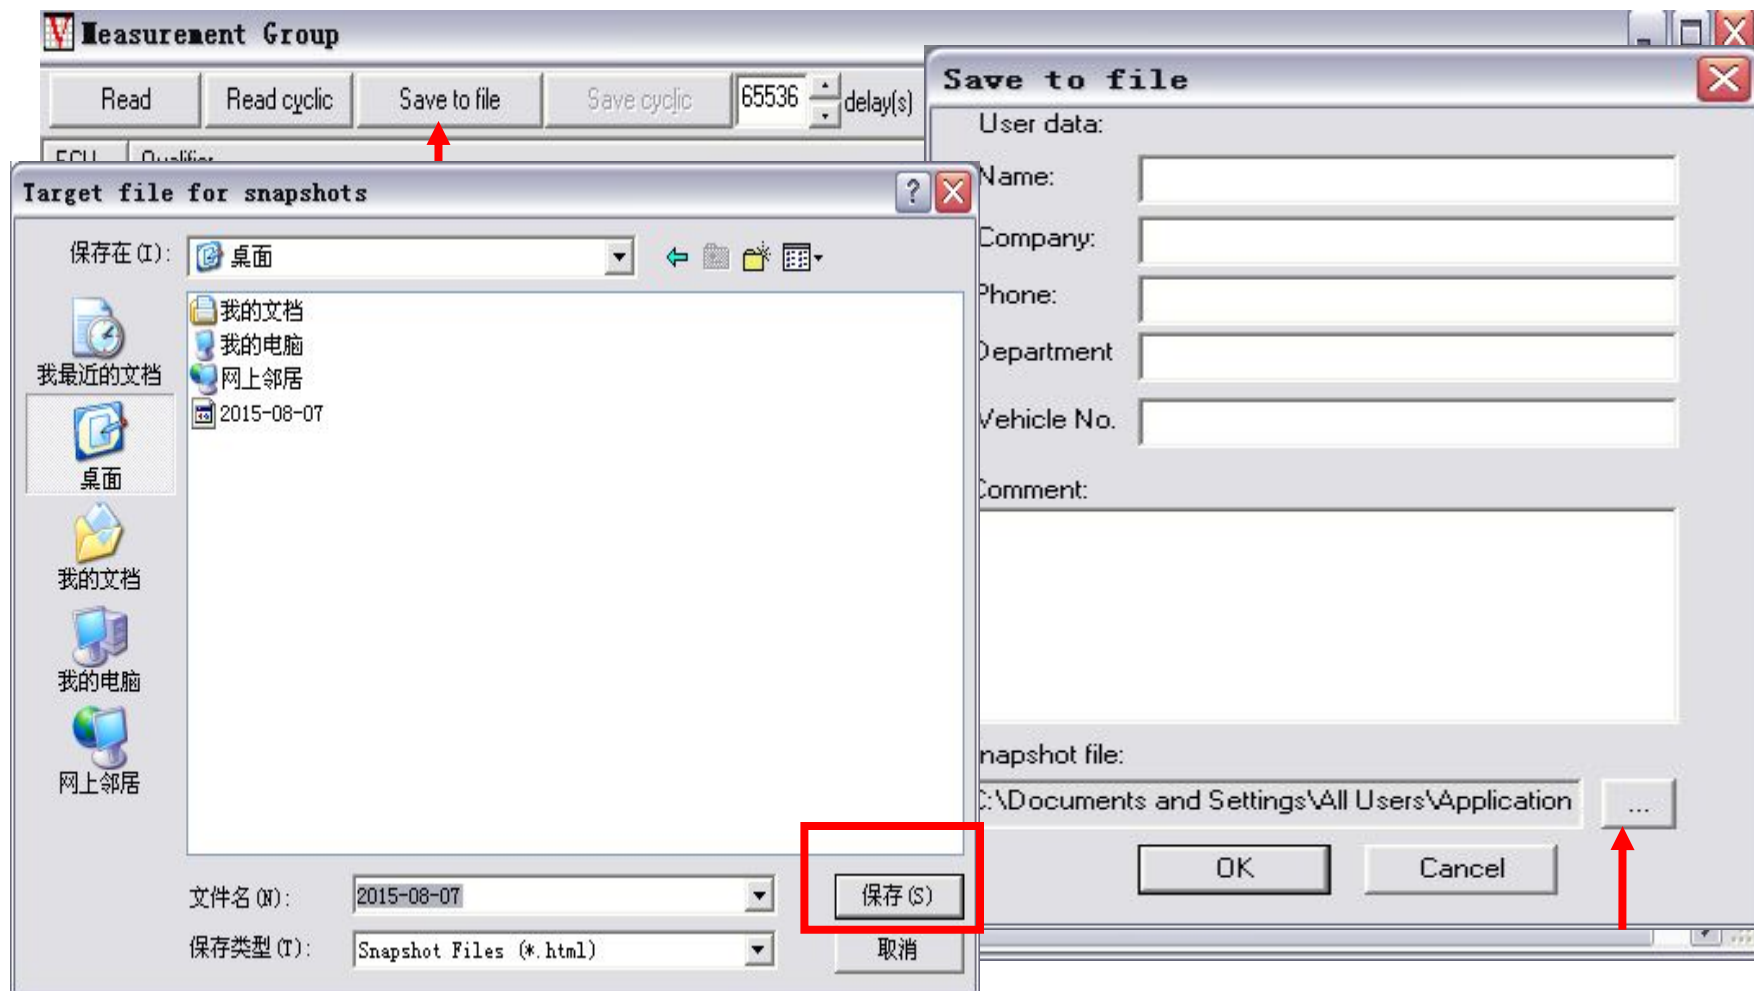 Measurement Group
Read
Read cyclic
Save to file
Save cyclic
65536
delay(s)
ECU
Qualifier
Save to file
User data:
Name:
Company:
Phone:
Department
Vehicle No.
Comment:
napshot file:
C:\Documents and Settings\All Users\Application
...
OK
Cancel
Target file for snapshots
?
保存在(I):
桌面
我的文档
我的电脑
网上邻居
2015-08-07
我最近的文档
桌面
我的文档
我的电脑
网上邻居
文件名(N):
2015-08-07
保存(S)
保存类型(T):
Snapshot Files (*.html)
取消